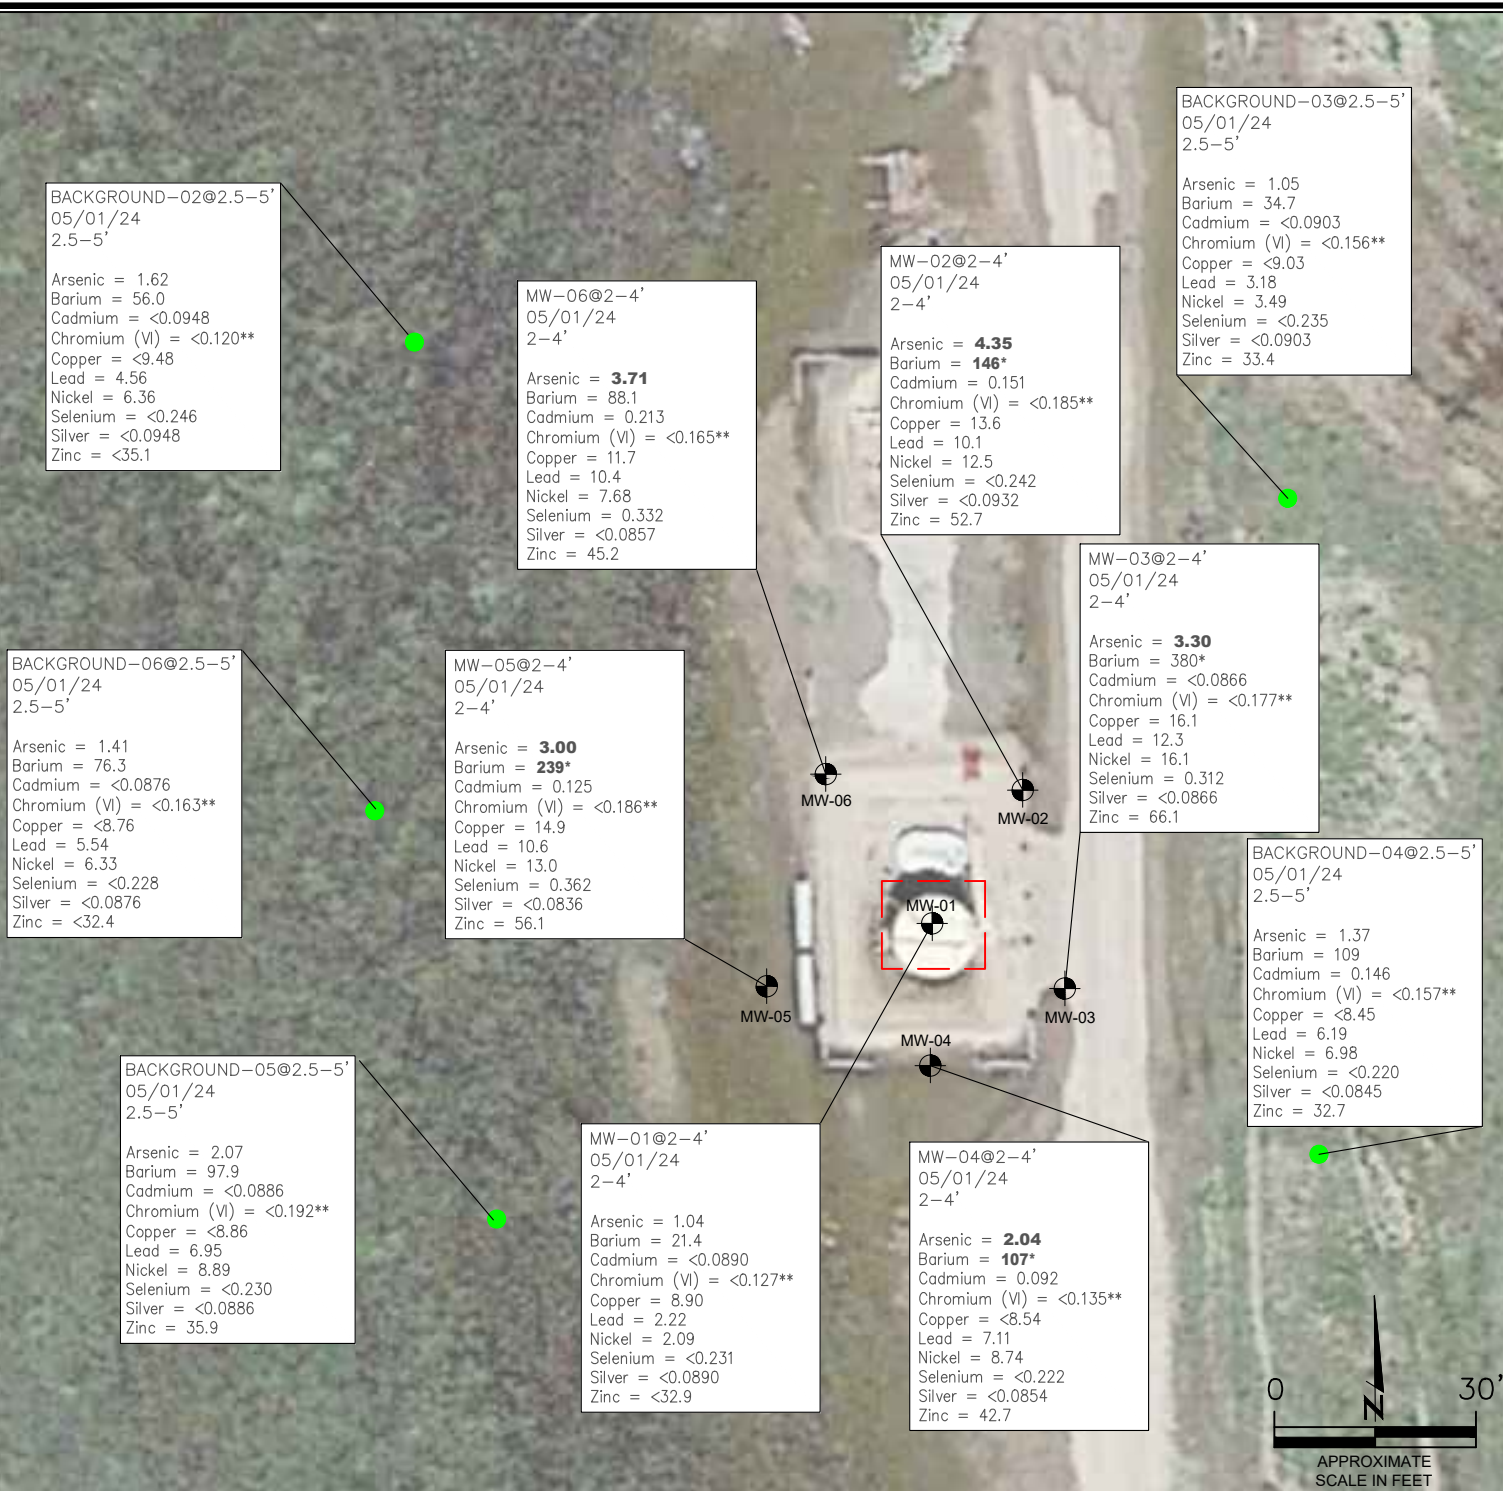 BACKGROUND-03@2.5-5'
05/01/24
2.5-5'
Arsenic = 1.05
Barium = 34.7
Cadmium = <0.0903
Chromium (VI) = <0.156**
Copper = <9.03
Lead = 3.18
Nickel = 3.49
Selenium = <0.235
Silver = <0.0903
Zinc = 33.4
BACKGROUND-02@2.5-5'
05/01/24
2.5-5'
Arsenic = 1.62
Barium = 56.0
Cadmium = <0.0948
Chromium (VI) = <0.120**
Copper = <9.48
Lead = 4.56
Nickel = 6.36
Selenium = <0.246
Silver = <0.0948
Zinc = <35.1
MW-02@2-4'
05/01/24
2-4'
Arsenic = 4.35
Barium = 146*
Cadmium = 0.151
Chromium (VI) = <0.185**
Copper = 13.6
Lead = 10.1
Nickel = 12.5
Selenium = <0.242
Silver = <0.0932
Zinc = 52.7
MW-06@2-4'
05/01/24
2-4'
Arsenic = 3.71
Barium = 88.1
Cadmium = 0.213
Chromium (VI) = <0.165**
Copper = 11.7
Lead = 10.4
Nickel = 7.68
Selenium = 0.332
Silver = <0.0857
Zinc = 45.2
MW-03@2-4'
05/01/24
2-4'
Arsenic = 3.30
Barium = 380*
Cadmium = <0.0866
Chromium (VI) = <0.177**
Copper = 16.1
Lead = 12.3
Nickel = 16.1
Selenium = 0.312
Silver = <0.0866
Zinc = 66.1
BACKGROUND-06@2.5-5'
05/01/24
2.5-5'
Arsenic = 1.41
Barium = 76.3
Cadmium = <0.0876
Chromium (VI) = <0.163**
Copper = <8.76
Lead = 5.54
Nickel = 6.33
Selenium = <0.228
Silver = <0.0876
Zinc = <32.4
MW-05@2-4'
05/01/24
2-4'
Arsenic = 3.00
Barium = 239*
Cadmium = 0.125
Chromium (VI) = <0.186**
Copper = 14.9
Lead = 10.6
Nickel = 13.0
Selenium = 0.362
Silver = <0.0836
Zinc = 56.1
MW-06
MW-02
MW-01
MW-05
MW-03
MW-04
BACKGROUND-04@2.5-5'
05/01/24
2.5-5'
Arsenic = 1.37
Barium = 109
Cadmium = 0.146
Chromium (VI) = <0.157**
Copper = <8.45
Lead = 6.19
Nickel = 6.98
Selenium = <0.220
Silver = <0.0845
Zinc = 32.7
BACKGROUND-05@2.5-5'
05/01/24
2.5-5'
Arsenic = 2.07
Barium = 97.9
Cadmium = <0.0886
Chromium (VI) = <0.192**
Copper = <8.86
Lead = 6.95
Nickel = 8.89
Selenium = <0.230
Silver = <0.0886
Zinc = 35.9
MW-01@2-4'
05/01/24
2-4'
Arsenic = 1.04
Barium = 21.4
Cadmium = <0.0890
Chromium (VI) = <0.127**
Copper = 8.90
Lead = 2.22
Nickel = 2.09
Selenium = <0.231
Silver = <0.0890
Zinc = <32.9
MW-04@2-4'
05/01/24
2-4'
Arsenic = 2.04
Barium = 107*
Cadmium = 0.092
Chromium (VI) = <0.135**
Copper = <8.54
Lead = 7.11
Nickel = 8.74
Selenium = <0.222
Silver = <0.0854
Zinc = 42.7
N
0 30'
APPROXIMATE
SCALE IN FEET